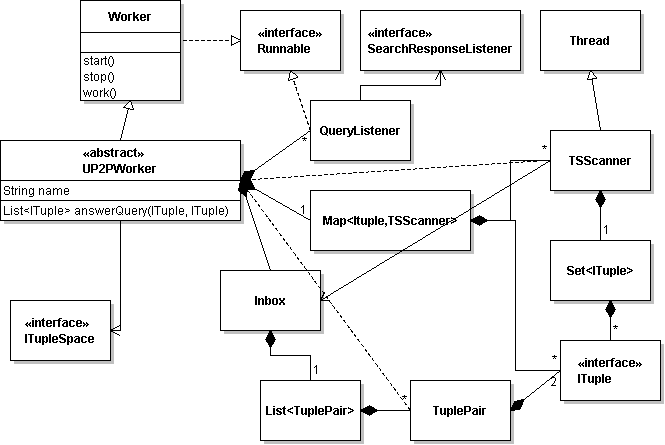 Worker
start()
stop()
work()
«interface»
Runnable
«interface»
SearchResponseListener
Thread
QueryListener
*
«abstract»
UP2PWorker
String name
List<ITuple> answerQuery(ITuple, ITuple)
*
TSScanner
1
Map<Ituple,TSScanner>
1
Set<ITuple>
Inbox
«interface»
ITupleSpace
*
*
«interface»
ITuple
1
2
List<TuplePair>
*
TuplePair